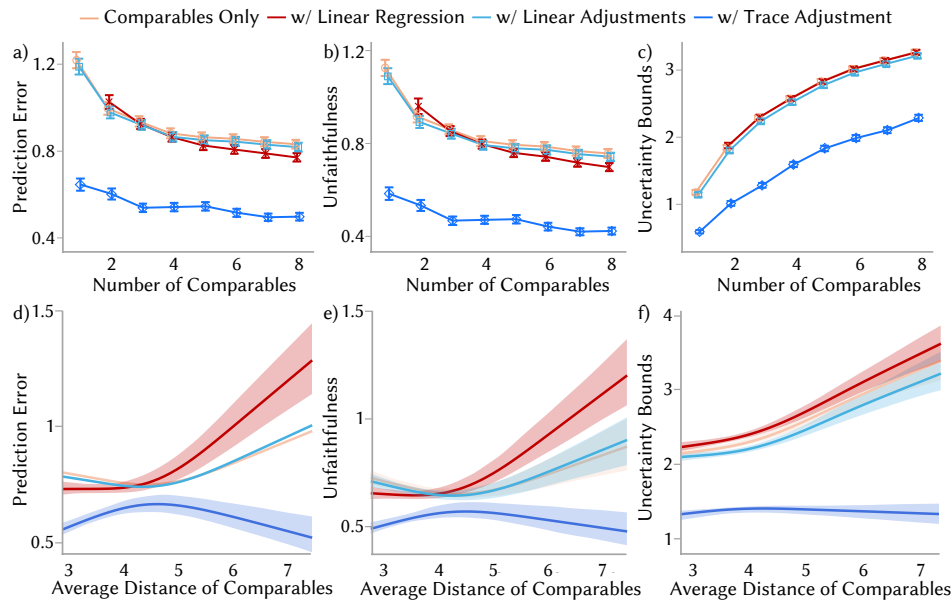 Comparables Only w/ Linear Regression w/ Linear Adjustments w/ Trace Adjustment
a) b) c)
Prediction Error
1.2
0.8
0.4
2 4 6 8
Number of Comparables
Unfaithfulness
1.2
0.8
0.4
2 4 6 8
Number of Comparables
Uncertainty Bounds
3
2
1
2 4 6 8
Number of Comparables
d) e) f)
Prediction Error
1.5
1
0.5
3 4 5 6 7
Average Distance of Comparables
Unfaithfulness
1
0.5
3 4 5 6 7
Average Distance of Comparables
Uncertainty Bounds
4
3
2
1
3 4 5 6 7
Average Distance of Comparables